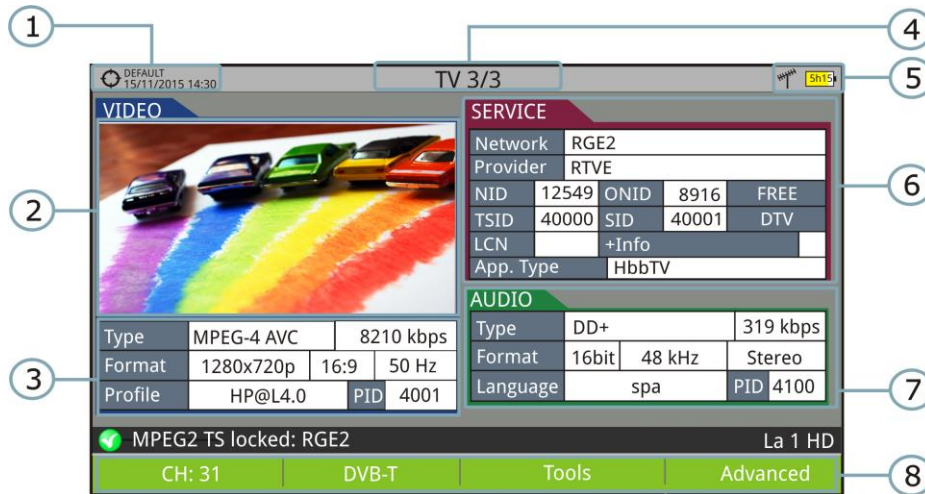 1
4
DEFAULT
15/11/2015 14:30
TV 3/3
5h15
5
VIDEO
2
Type MPEG-4 AVC 8210 kbps
Format 1280x720p 16:9 50 Hz
Profile HP@L4.0 PID 4001
3
SERVICE
Network RGE2
Provider RTVE
NID 12549 ONID 8916 FREE
TSID 40000 SID 40001 DTV
LCN +Info
App. Type HbbTV
6
AUDIO
Type DD+ 319 kbps
Format 16bit 48 kHz Stereo
Language spa PID 4100
7
MPEG2 TS locked: RGE2 La 1 HD
CH: 31 DVB-T Tools Advanced
8